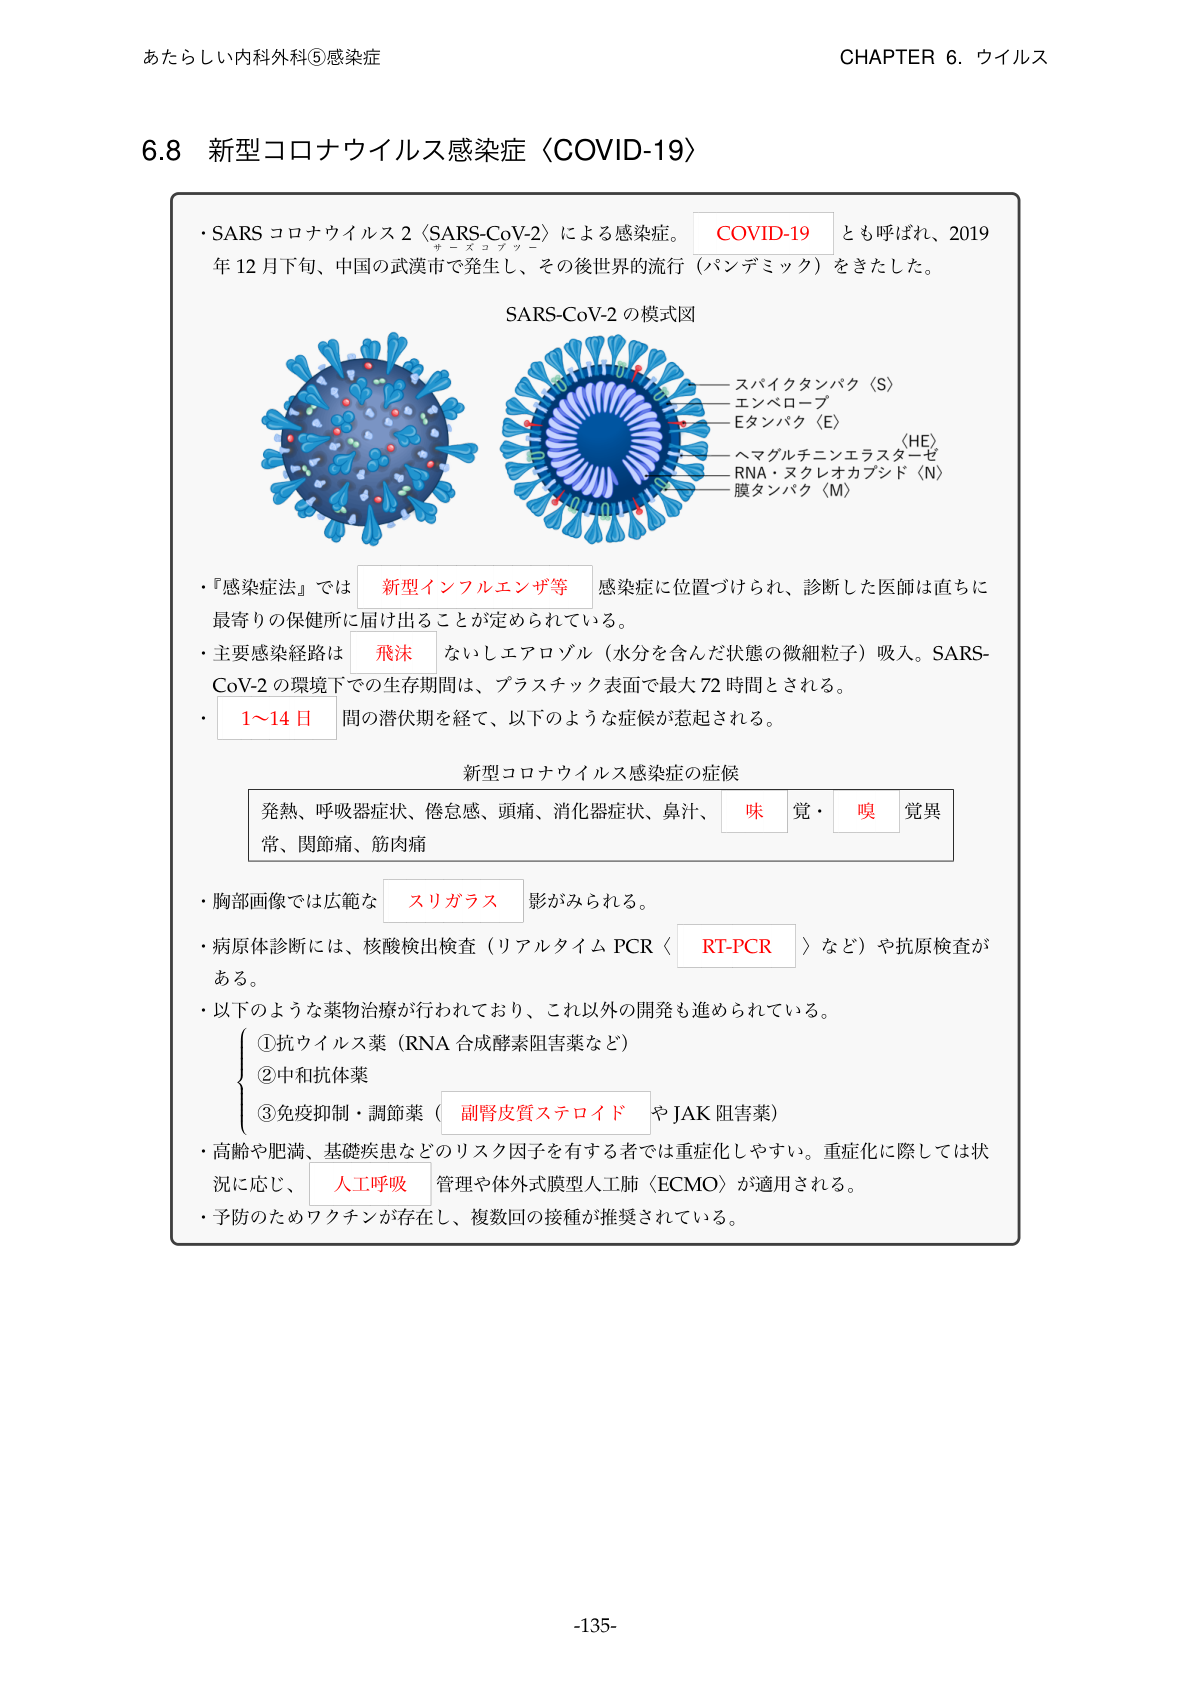 あたらしい内科外科⑤感染症
CHAPTER 6. ウイルス
6.8 新型コロナウイルス感染症〈COVID-19〉
・SARS コロナウイルス 2〈SARS-CoV-2〉による感染症。 COVID-19 とも呼ばれ、2019
サーズコブツー
年 12 月下旬、中国の武漢市で発生し、その後世界的流行（パンデミック）をきたした。
SARS-CoV-2 の模式図
スパイクタンパク〈S〉
エンベロープ
Eタンパク〈E〉
〈HE〉
ヘマグルチニンエラスターゼ
RNA・ヌクレオカプシド〈N〉
膜タンパク〈M〉
・『感染症法』では 新型インフルエンザ等 感染症に位置づけられ、診断した医師は直ちに
最寄りの保健所に届け出ることが定められている。
・主要感染経路は 飛沫 ないしエアロゾル（水分を含んだ状態の微細粒子）吸入。SARS-
CoV-2 の環境下での生存期間は、プラスチック表面で最大 72 時間とされる。
・ 1〜14 日 間の潜伏期を経て、以下のような症候が惹起される。
新型コロナウイルス感染症の症候
発熱、呼吸器症状、倦怠感、頭痛、消化器症状、鼻汁、 味 覚・ 嗅 覚異
常、関節痛、筋肉痛
・胸部画像では広範な スリガラス 影がみられる。
・病原体診断には、核酸検出検査（リアルタイム PCR〈 RT-PCR 〉など）や抗原検査が
ある。
・以下のような薬物治療が行われており、これ以外の開発も進められている。
①抗ウイルス薬（RNA 合成酵素阻害薬など）
②中和抗体薬
③免疫抑制・調節薬（ 副腎皮質ステロイド や JAK 阻害薬）
・高齢や肥満、基礎疾患などのリスク因子を有する者では重症化しやすい。重症化に際しては状
況に応じ、 人工呼吸 管理や体外式膜型人工肺〈ECMO〉が適用される。
・予防のためワクチンが存在し、複数回の接種が推奨されている。
-135-